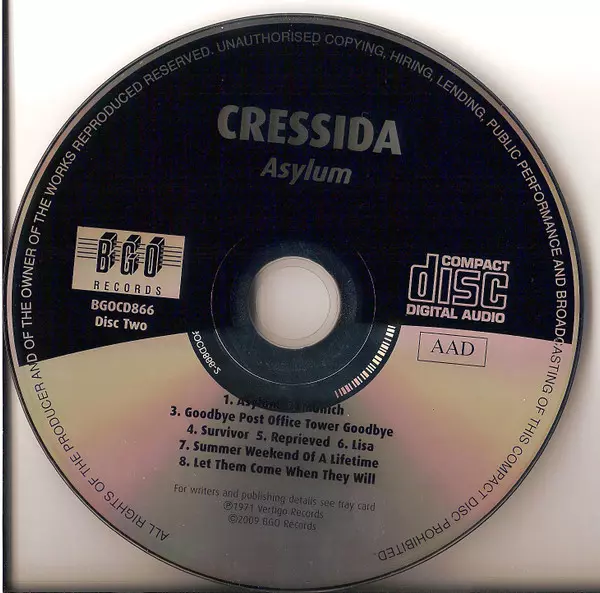 ALL RIGHTS OF THE PRODUCER AND OF THE OWNER OF THE WORKS REPRODUCED RESERVED. UNAUTHORISED COPYING, HIRING, LENDING, PUBLIC PERFORMANCE AND BROADCASTING OF THIS COMPACT DISC PROHIBITED.
CRESSIDA
Asylum
BGO
RECORDS
BGOCD866
Disc Two
COMPACT
disc
DIGITAL AUDIO
AAD
1. Asylum
3. Goodbye Post Office Tower Goodbye
4. Survivor 5. Reprieved 6. Lisa
7. Summer Weekend Of A Lifetime
8. Let Them Come When They Will
For writers and publishing details see tray card
℗1971 Vertigo Records
©2009 BGO Records